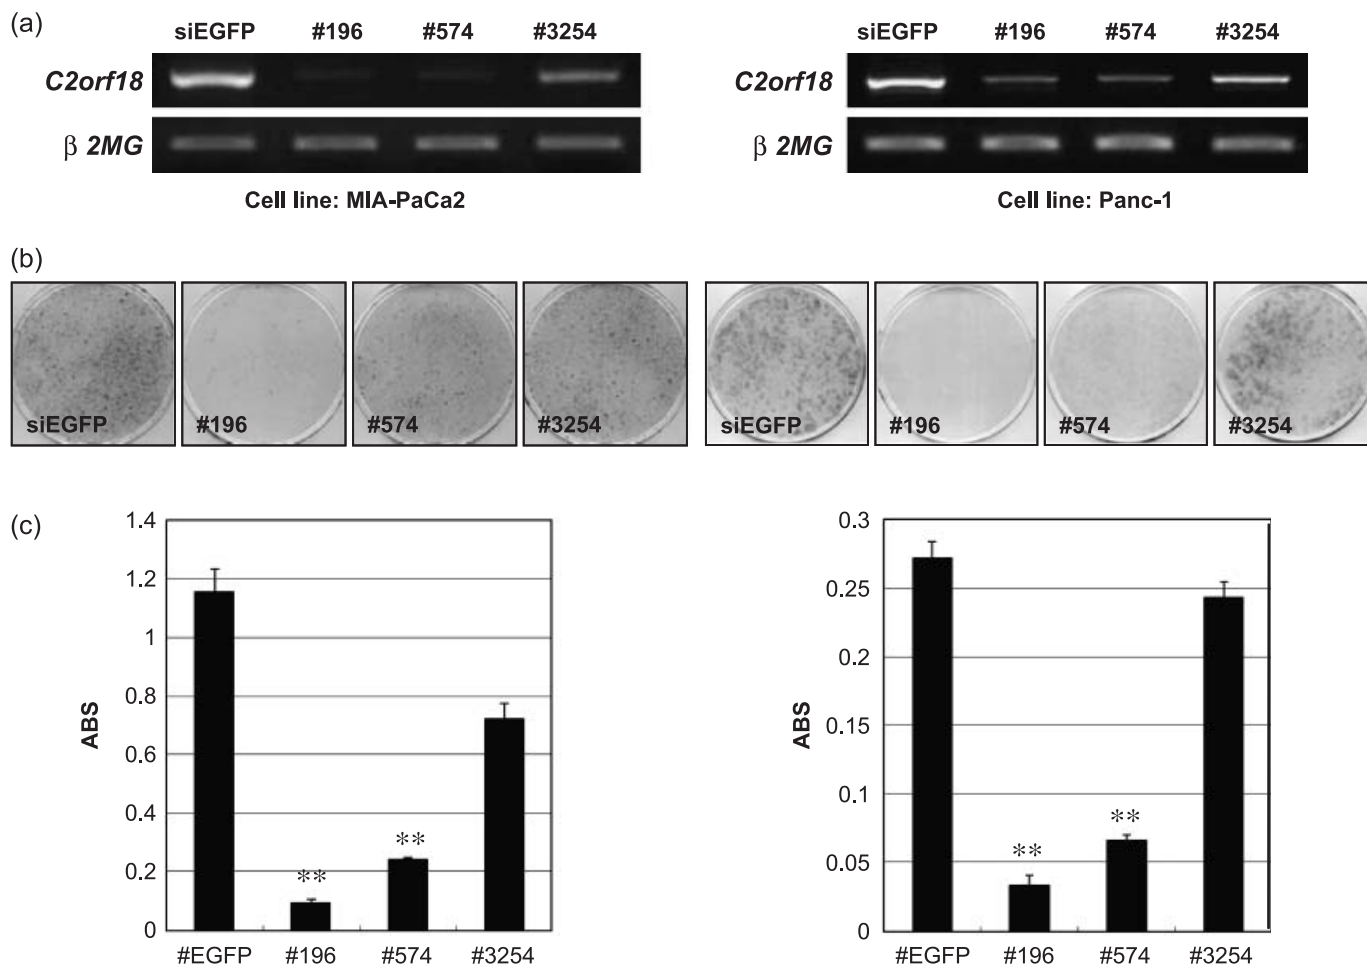 (a)
siEGFP #196 #574 #3254
C2orf18
β 2MG
Cell line: MIA-PaCa2
siEGFP #196 #574 #3254
C2orf18
β 2MG
Cell line: Panc-1
(b)
siEGFP #196 #574 #3254
siEGFP #196 #574 #3254
(c)
ABS
1.4
1.2
1
0.8
0.6
0.4
0.2
0
** **
#EGFP #196 #574 #3254
ABS
0.3
0.25
0.2
0.15
0.1
0.05
0
** **
#EGFP #196 #574 #3254